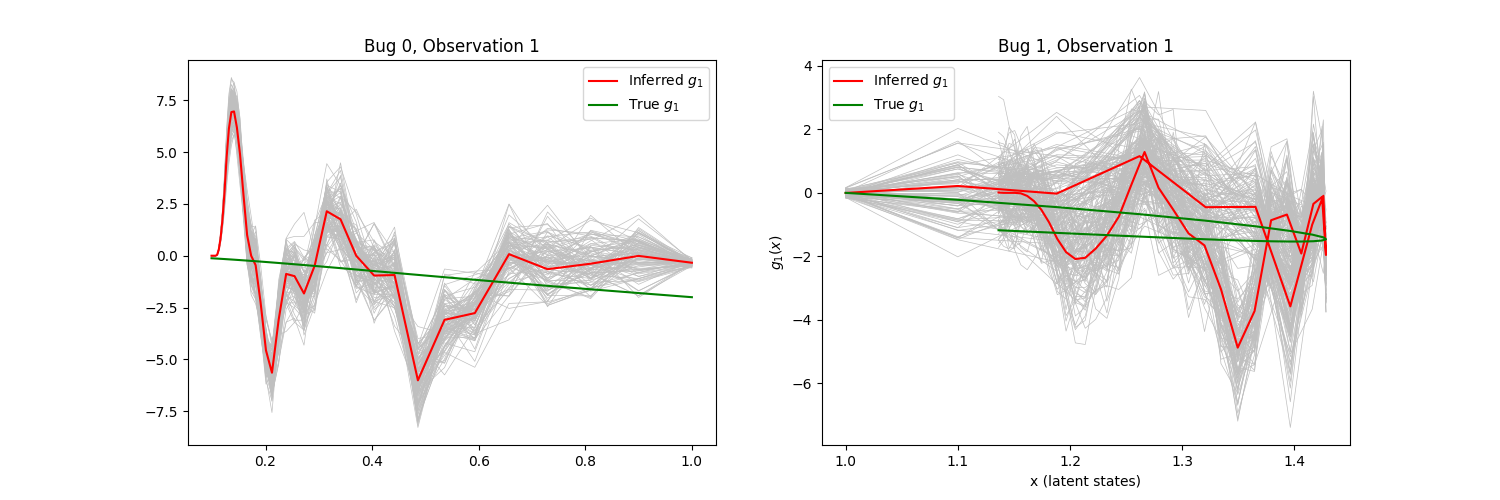 Bug 0, Observation 1
Inferred g₁
True g₁
7.5
5.0
2.5
0.0
−2.5
−5.0
−7.5
0.2 0.4 0.6 0.8 1.0
Bug 1, Observation 1
Inferred g₁
True g₁
4
2
0
−2
−4
−6
g₁(x)
1.0 1.1 1.2 1.3 1.4
x (latent states)